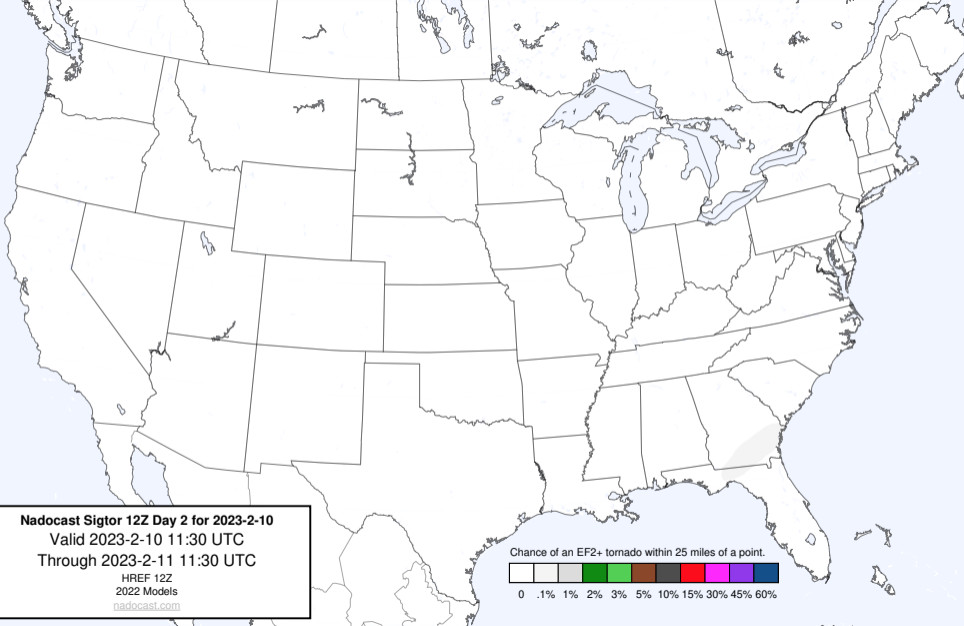 Nadocast Sigtor 12Z Day 2 for 2023-2-10
Valid 2023-2-10 11:30 UTC
Through 2023-2-11 11:30 UTC
HREF 12Z
2022 Models
nadocast.com
Chance of an EF2+ tornado within 25 miles of a point.
0 .1% 1% 2% 3% 5% 10% 15% 30% 45% 60%